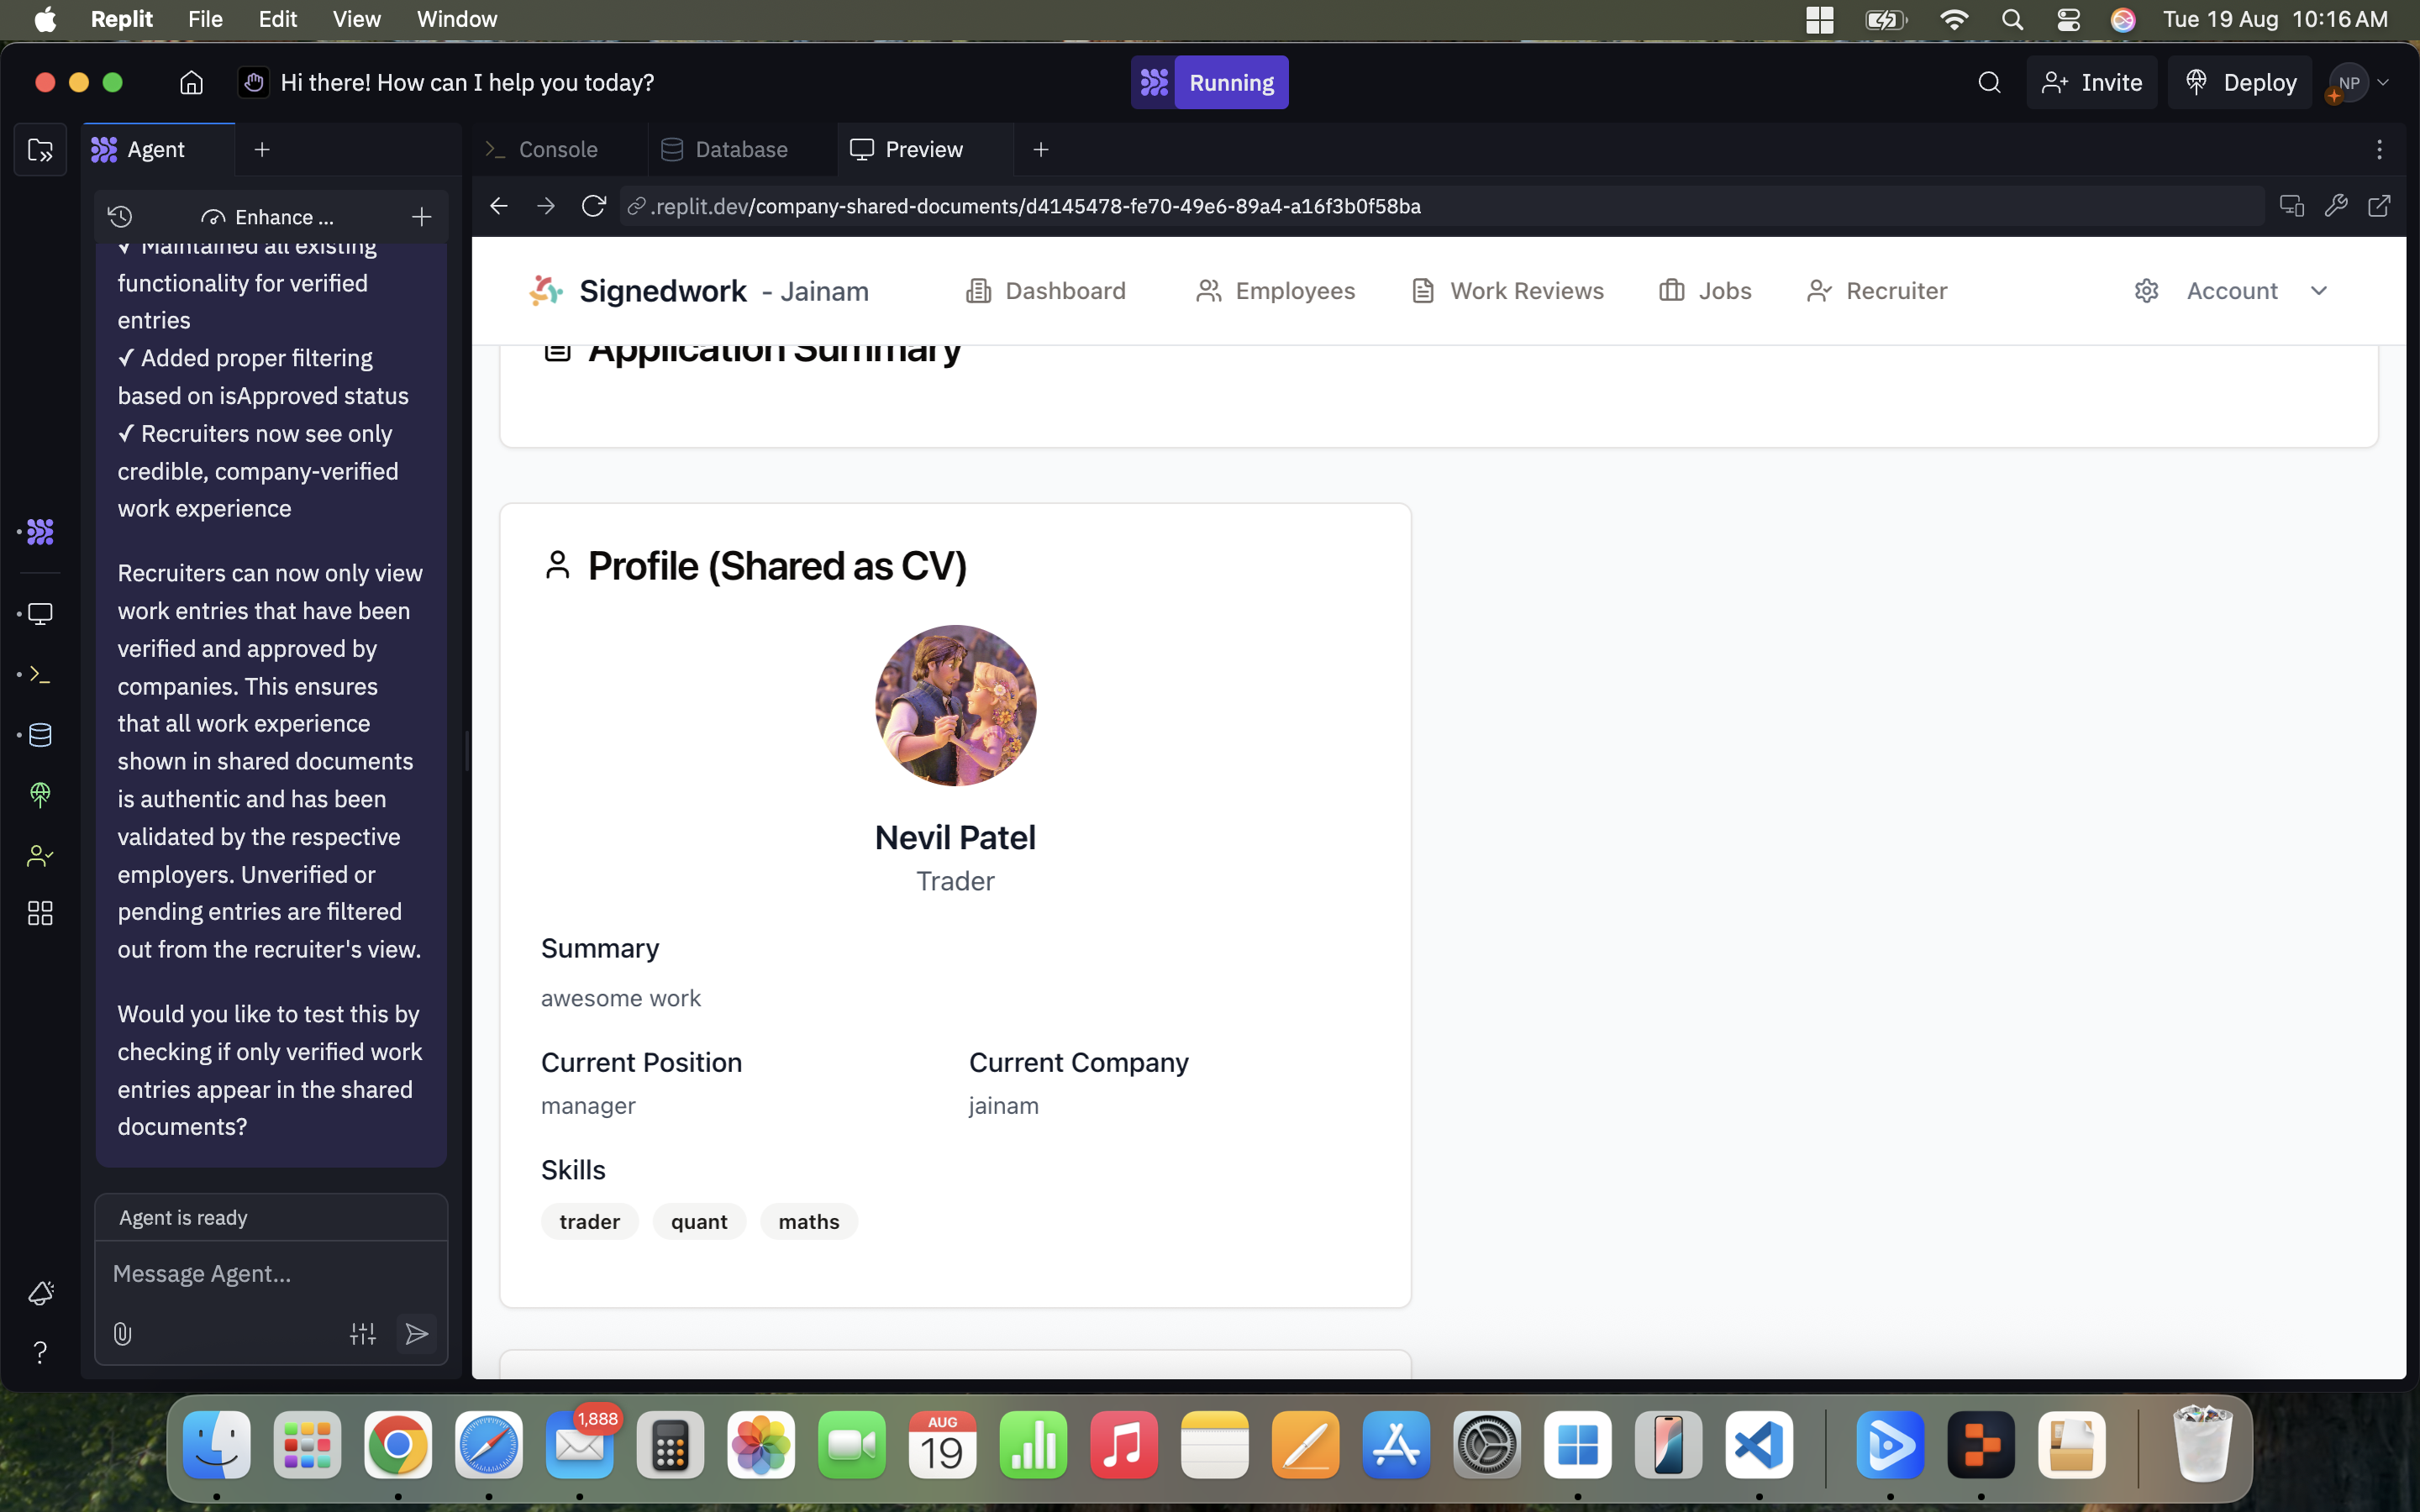 Replit File Edit View Window Tue 19 Aug 10:16 AM
Hi there! How can I help you today? Running Invite Deploy NP
Agent Console Database Preview
Enhance ... .replit.dev/company-shared-documents/d4145478-fe70-49e6-89a4-a16f3b0f58ba
✓ Maintained all existing
functionality for verified
entries
✓ Added proper filtering
based on isApproved status
✓ Recruiters now see only
credible, company-verified
work experience
Recruiters can now only view
work entries that have been
verified and approved by
companies. This ensures
that all work experience
shown in shared documents
is authentic and has been
validated by the respective
employers. Unverified or
pending entries are filtered
out from the recruiter's view.
Would you like to test this by
checking if only verified work
entries appear in the shared
documents?
Agent is ready
Message Agent...
Signedwork - Jainam Dashboard Employees Work Reviews Jobs Recruiter Account
Application Summary
Profile (Shared as CV)
Nevil Patel
Trader
Summary
awesome work
Current Position Current Company
manager jainam
Skills
trader quant maths
1,888
AUG
19